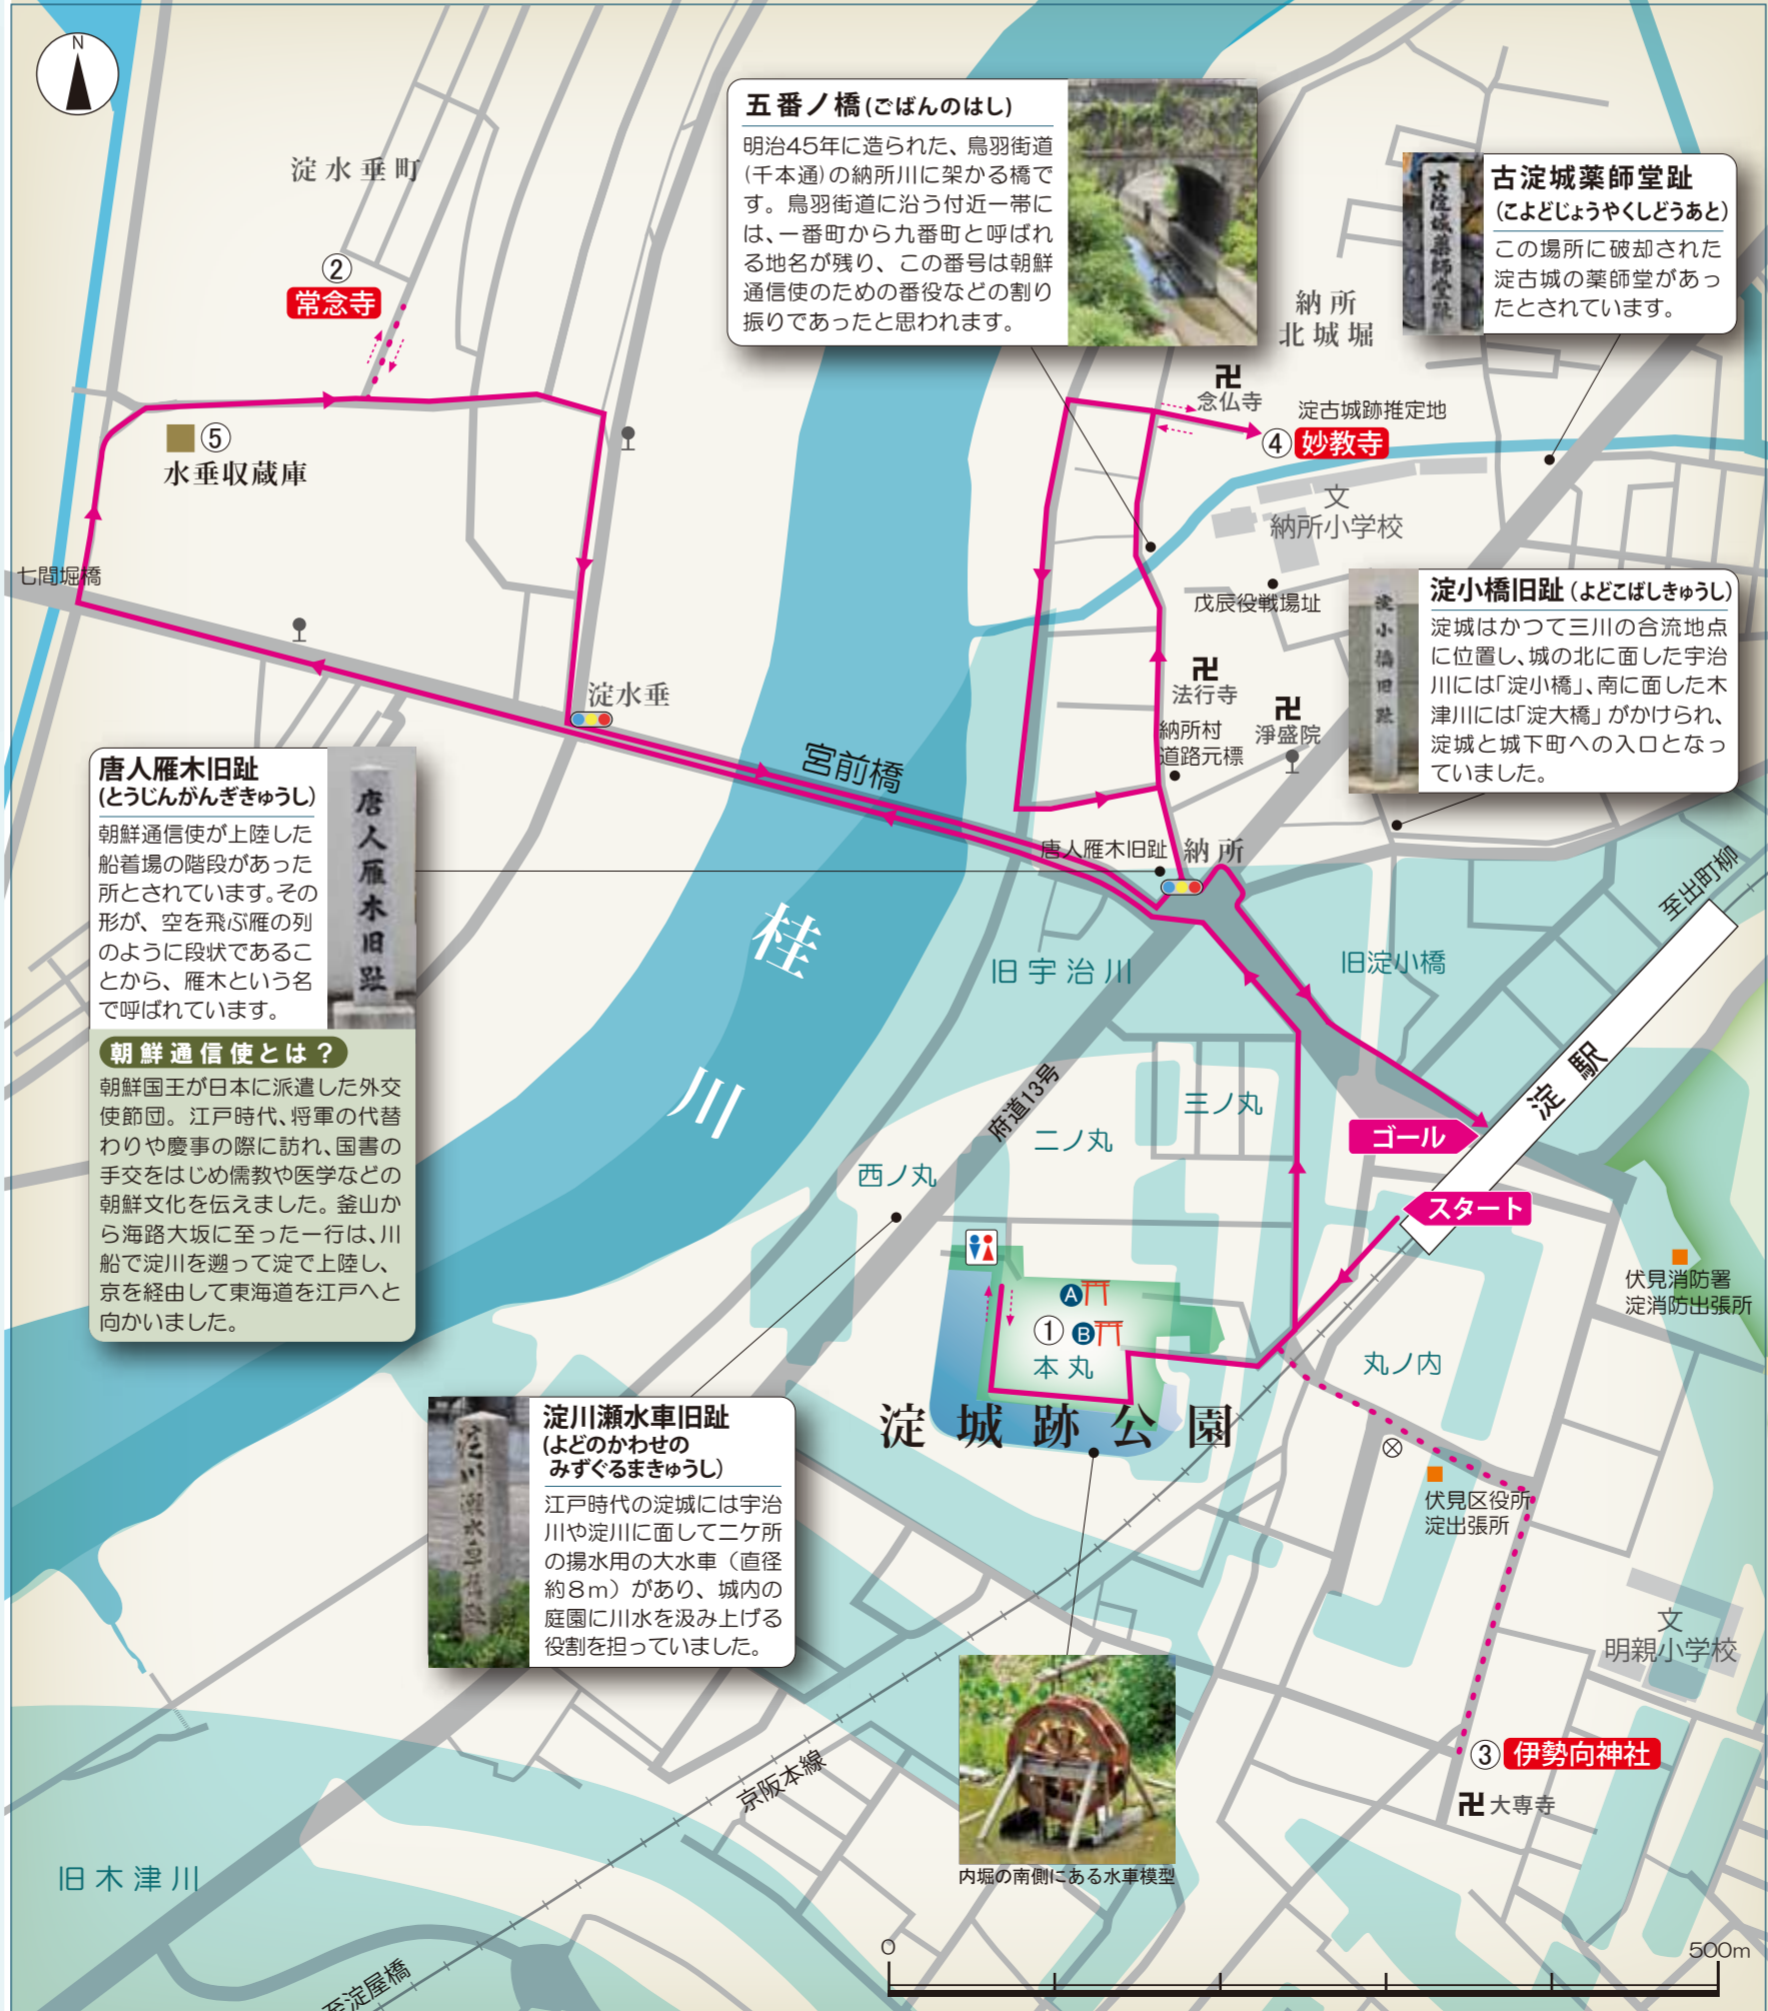 N
淀水垂町
②
常念寺
⑤
水垂収蔵庫
七間堀橋
淀水垂
宮前橋
五番ノ橋(ごばんのはし)
明治45年に造られた、鳥羽街道
(千本通)の納所川に架かる橋で
す。鳥羽街道に沿う付近一帯に
は、一番町から九番町と呼ばれ
る地名が残り、この番号は朝鮮
通信使のための番役などの割り
振りであったと思われます。
古淀城薬師堂趾
古淀城薬師堂趾
(こよどじょうやくしどうあと)
この場所に破却された
淀古城の薬師堂があっ
たとされています。
納所
北城堀
卍
念仏寺
淀古城跡推定地
④
妙教寺
文
納所小学校
戊辰役戦場址
卍
法行寺
卍
淨盛院
納所村
道路元標
淀小橋旧趾
淀小橋旧趾(よどこばしきゅうし)
淀城はかつて三川の合流地点
に位置し、城の北に面した宇治
川には「淀小橋」、南に面した木
津川には「淀大橋」がかけられ、
淀城と城下町への入口となっ
ていました。
唐人雁木旧趾
納所
唐人雁木旧趾
(とうじんがんぎきゅうし)
朝鮮通信使が上陸した
船着場の階段があった
所とされています。その
形が、空を飛ぶ雁の列
のように段状であるこ
とから、雁木という名
で呼ばれています。
唐人雁木旧趾
朝鮮通信使とは？
朝鮮国王が日本に派遣した外交
使節団。江戸時代、将軍の代替
わりや慶事の際に訪れ、国書の
手交をはじめ儒教や医学などの
朝鮮文化を伝えました。釜山か
ら海路大坂に至った一行は、川
船で淀川を遡って淀で上陸し、
京を経由して東海道を江戸へと
向かいました。
桂川
旧宇治川
旧淀小橋
至出町柳
淀駅
府道13号
三ノ丸
二ノ丸
西ノ丸
ゴール
スタート
伏見消防署
淀消防出張所
A
①
B
本丸
丸ノ内
淀城跡公園
伏見区役所
淀出張所
淀川瀬水車旧趾
淀川瀬水車旧趾
(よどのかわせの
みずぐるまきゅうし)
江戸時代の淀城には宇治
川や淀川に面して二ケ所
の揚水用の大水車（直径
約8m）があり、城内の
庭園に川水を汲み上げる
役割を担っていました。
文
明親小学校
③
伊勢向神社
卍大専寺
京阪本線
内堀の南側にある水車模型
旧木津川
至淀屋橋
0
500m